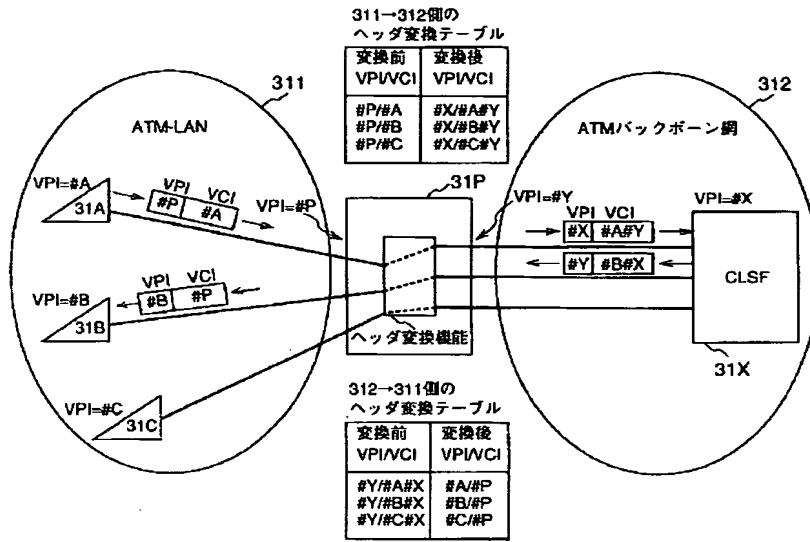 311→312側の
ヘッダ変換テーブル
変換前 変換後
VPI/VCI VPI/VCI
#P/#A #X/#A#Y
#P/#B #X/#B#Y
#P/#C #X/#C#Y
311
312
ATM-LAN
ATMバックボーン網
31P
VPI=#A
31A
VPI VCI
#P #A
VPI=#P
VPI=#Y
VPI VCI
#X #A#Y
#Y #B#X
VPI=#X
CLSF
31X
VPI=#B
31B
VPI VCI
#B #P
ヘッダ変換機能
VPI=#C
31C
312→311側の
ヘッダ変換テーブル
変換前 変換後
VPI/VCI VPI/VCI
#Y/#A#X #A/#P
#Y/#B#X #B/#P
#Y/#C#X #C/#P